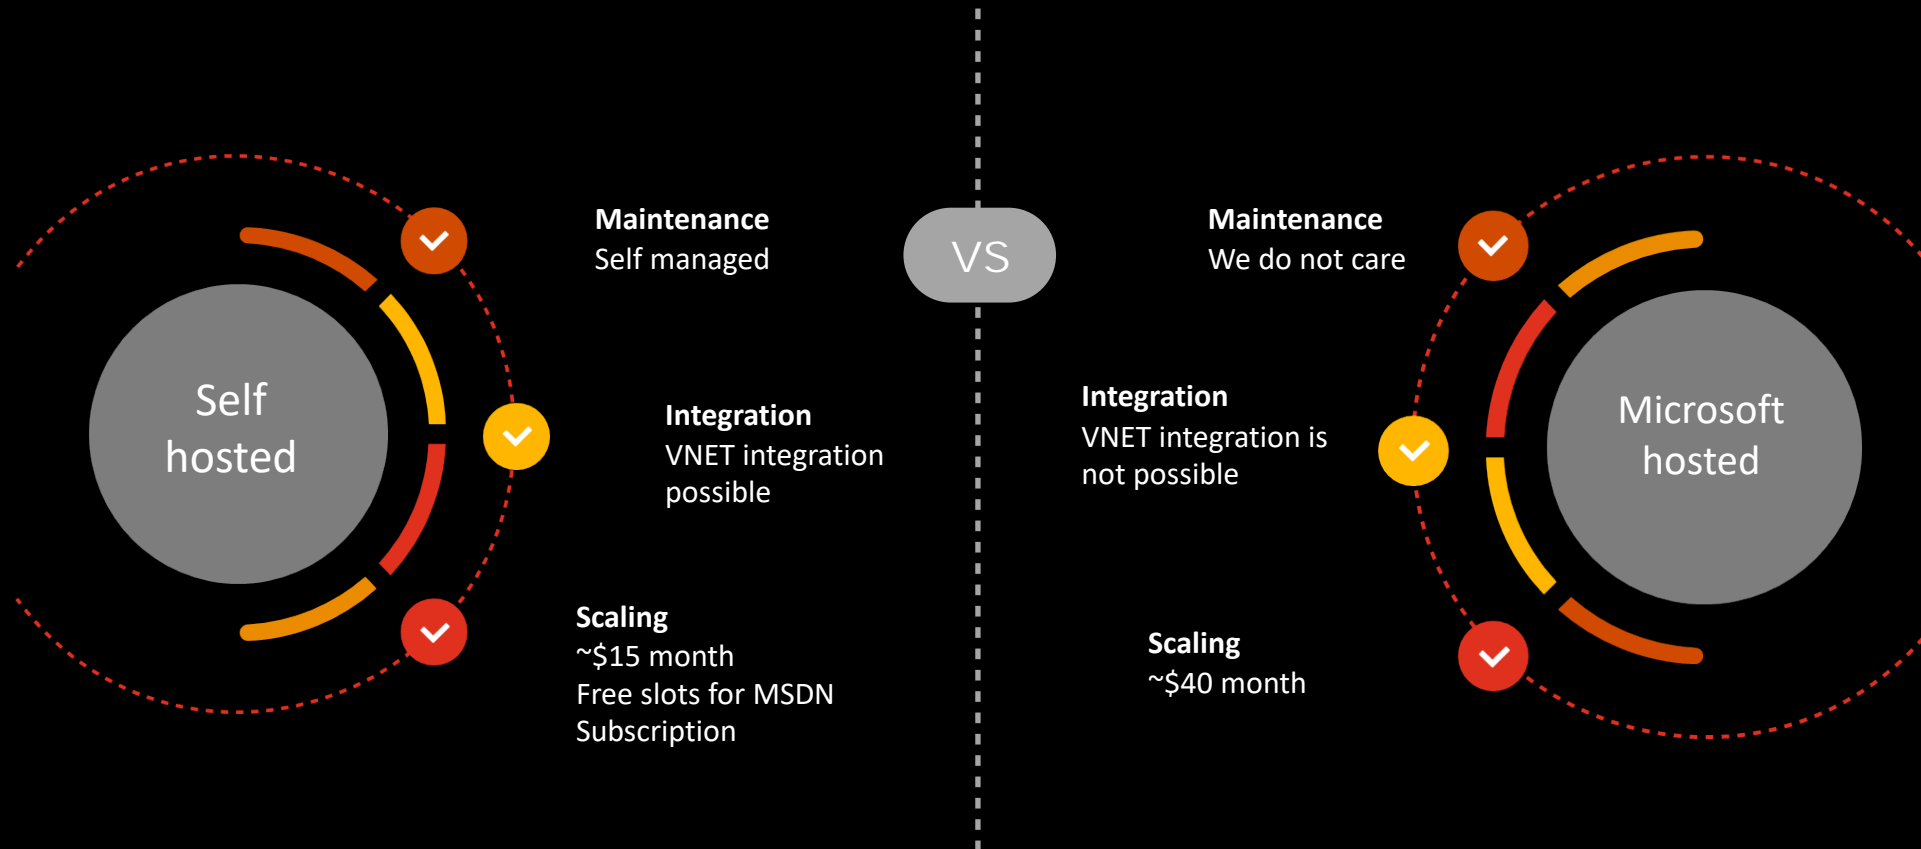 Self
hosted
Maintenance
Self managed
Integration
VNET integration
possible
Scaling
~$15 month
Free slots for MSDN
Subscription
VS
Maintenance
We do not care
Integration
VNET integration is
not possible
Scaling
~$40 month
Microsoft
hosted